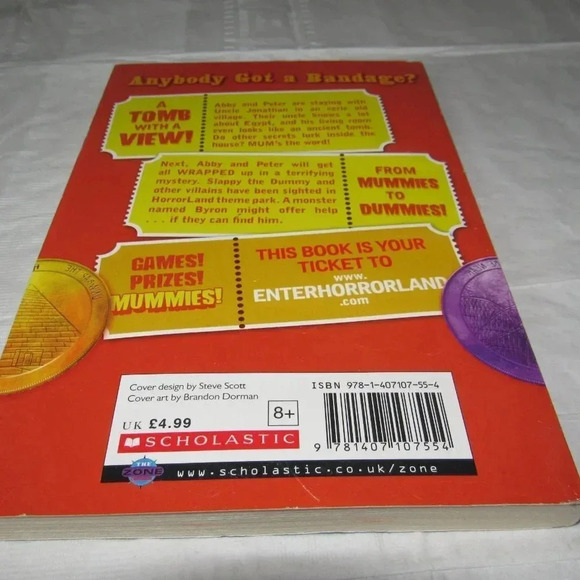 Anybody Got a Bandage?
A
TOMB
WITH A
VIEW!
Abby and Peter are staying with
Uncle Jonathan in an eerie old
village. Their uncle knows a lot
about Egypt, and his living room
even looks like an ancient tomb.
Do other secrets lurk inside the
house? MUM's the word!
Next, Abby and Peter will get
all WRAPPED up in a terrifying
mystery. Slappy the Dummy and
other villains have been sighted in
HorrorLand theme park. A monster
named Byron might offer help
. . . if they can find him.
FROM
MUMMIES
TO
DUMMIES!
GAMES!
PRIZES!
MUMMIES!
THIS BOOK IS YOUR
TICKET TO
www.
ENTERHORRORLAND
.com
Cover design by Steve Scott
Cover art by Brandon Dorman
UK £4.99
8+
SCHOLASTIC
ISBN 978-1-407107-55-4
9 781407 107554
THE
ZONE
www.scholastic.co.uk/zone